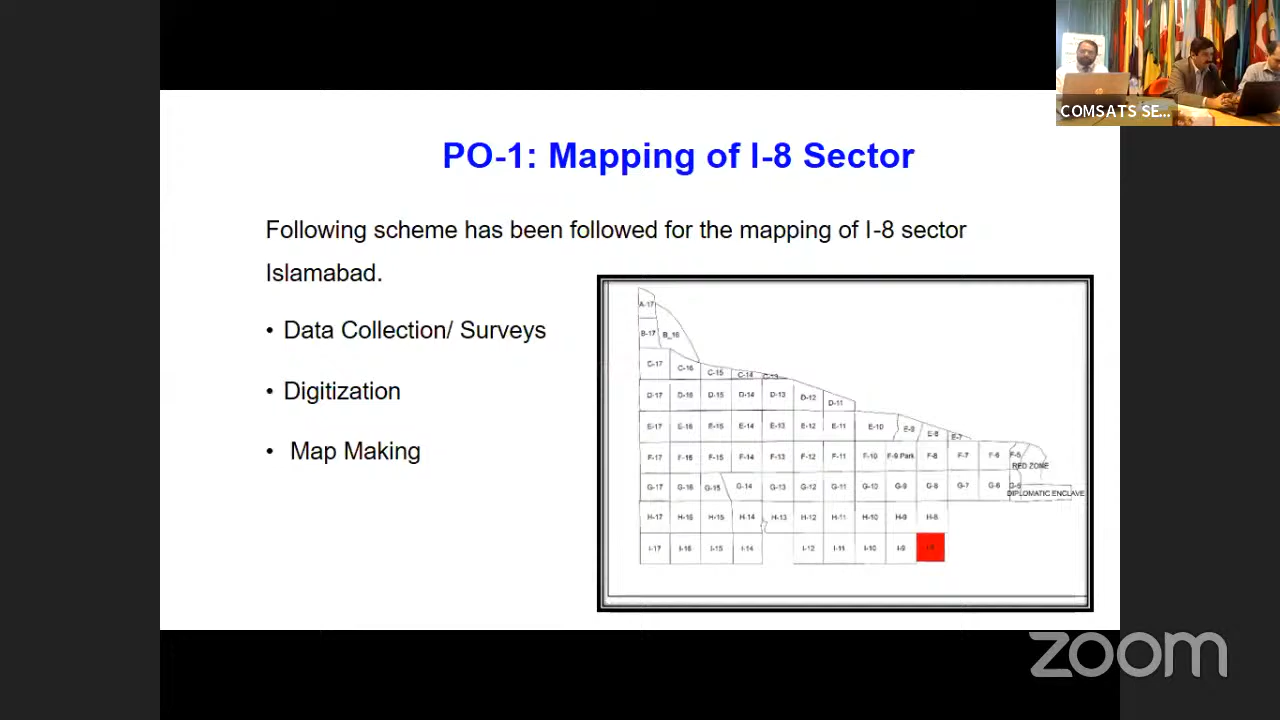 COMSATS SE...
PO-1: Mapping of I-8 Sector
Following scheme has been followed for the mapping of I-8 sector
Islamabad.
• Data Collection/ Surveys
• Digitization
• Map Making
A-17
B-17 B_16
C-17 C-16 C-15 C-14 C-13
D-17 D-16 D-15 D-14 D-13 D-12 D-11
E-17 E-16 E-15 E-14 E-13 E-12 E-11 E-10 E-9 E-8 E-7
F-17 F-16 F-15 F-14 F-13 F-12 F-11 F-10 F-9 Park F-8 F-7 F-6 F-5
RED ZONE
G-17 G-16 G-15 G-14 G-13 G-12 G-11 G-10 G-9 G-8 G-7 G-6 G-5
DIPLOMATIC ENCLAVE
H-17 H-16 H-15 H-14 H-13 H-12 H-11 H-10 H-9 H-8
I-17 I-16 I-15 I-14 I-12 I-11 I-10 I-9 I-8
zoom